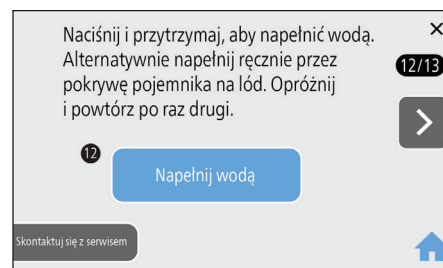 Naciśnij i przytrzymaj, aby napełnić wodą.
Alternatywnie napełnij ręcznie przez
pokrywę pojemnika na lód. Opróżnij
i powtórz po raz drugi.
×
12/13
>
12
Napełnij wodą
Skontaktuj się z serwisem